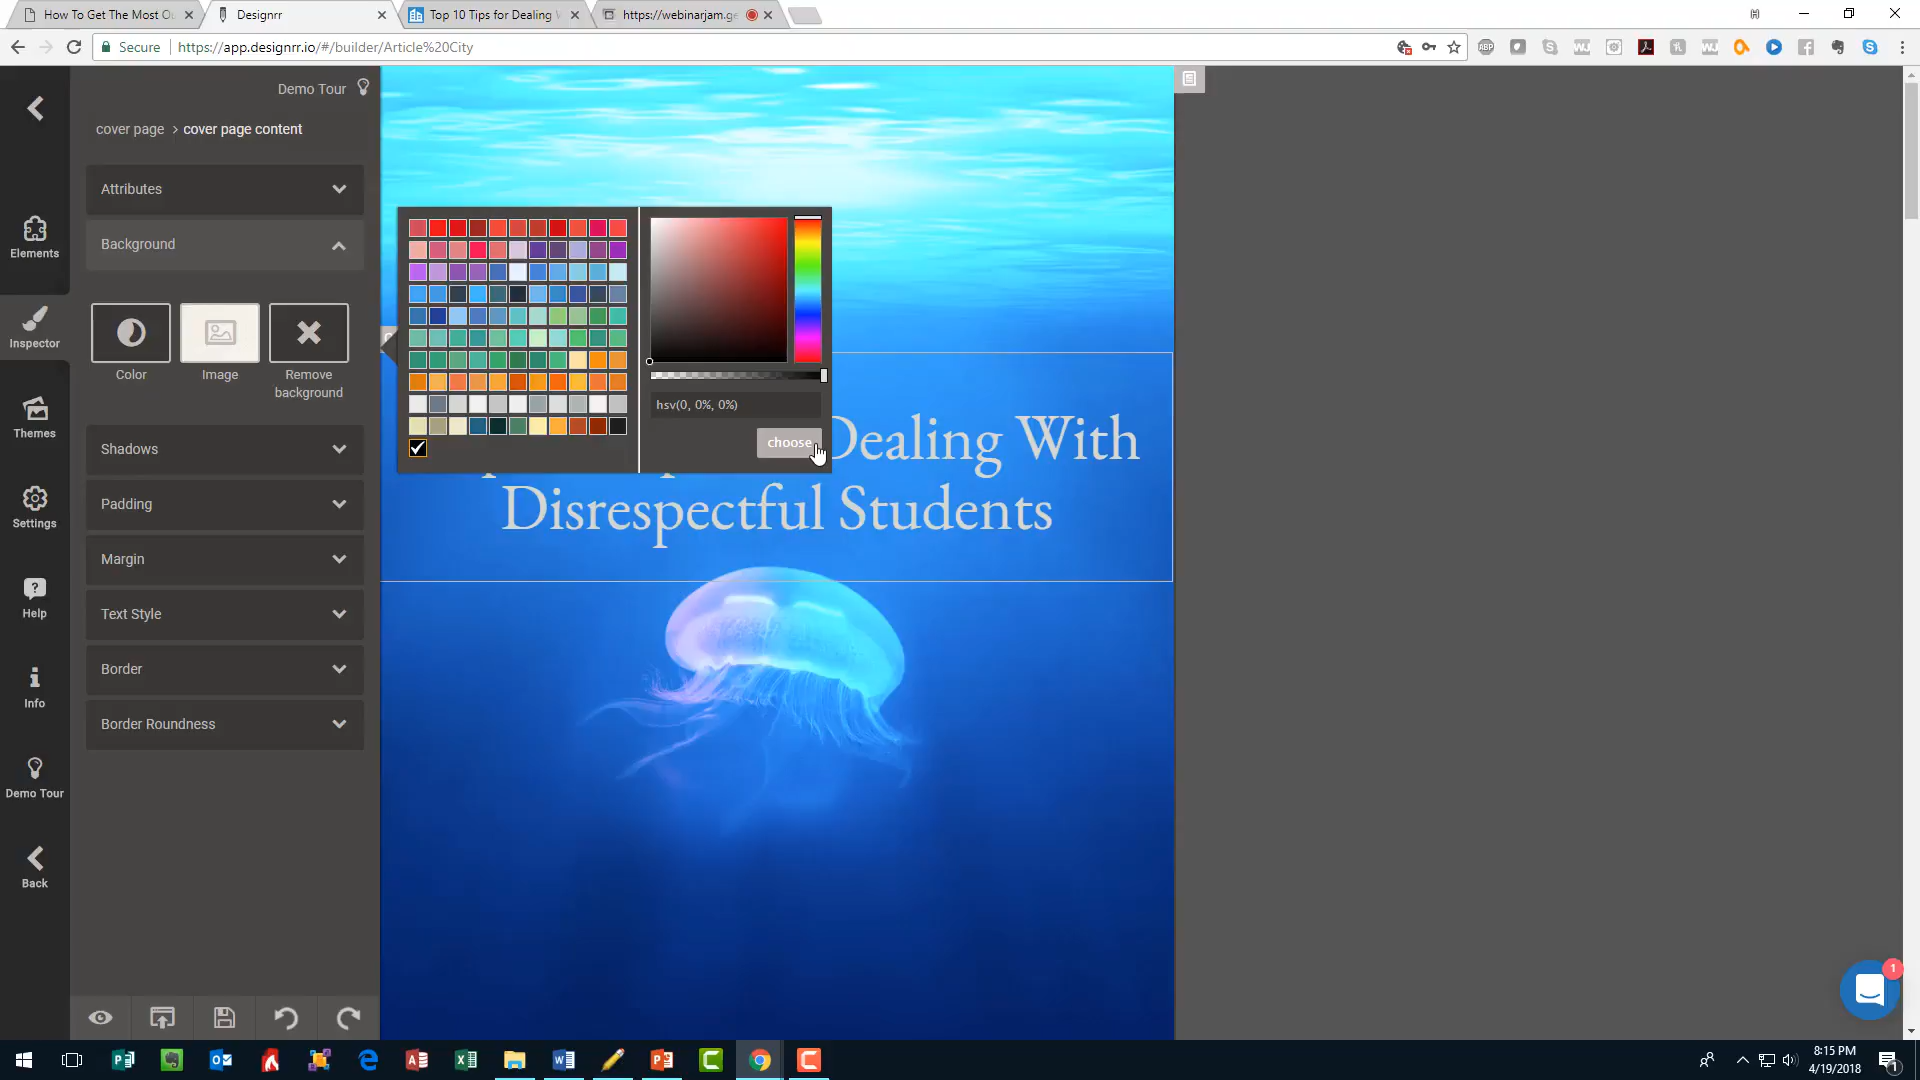 How To Get The Most Ou
Designrr
Top 10 Tips for Dealing W
https://webinarjam.ge
Secure
https://app.designrr.io/#/builder/Article%20City
Demo Tour
cover page > cover page content
Attributes
Background
Elements
Color
Image
Remove
background
Inspector
Shadows
Themes
Padding
Settings
Margin
Help
Text Style
Border
Info
Border Roundness
Demo Tour
Back
hsv(0, 0%, 0%)
choose
Dealing With
Disrespectful Students
1
8:15 PM
4/19/2018